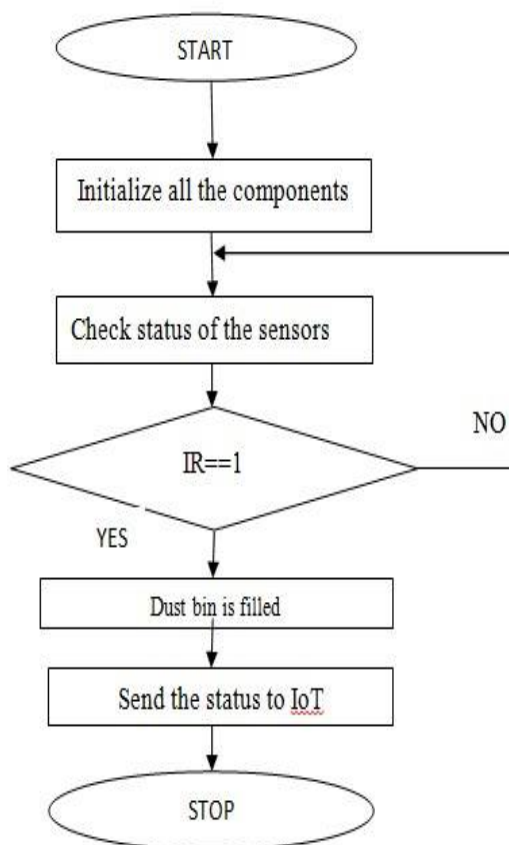 START
Initialize all the components
Check status of the sensors
NO
IR==1
YES
Dust bin is filled
Send the status to IoT
STOP